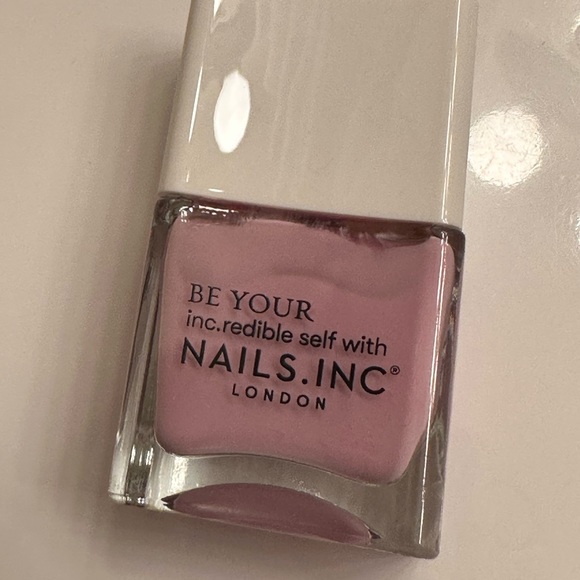 BE YOUR
inc.redible self with
NAILS.INC®
LONDON